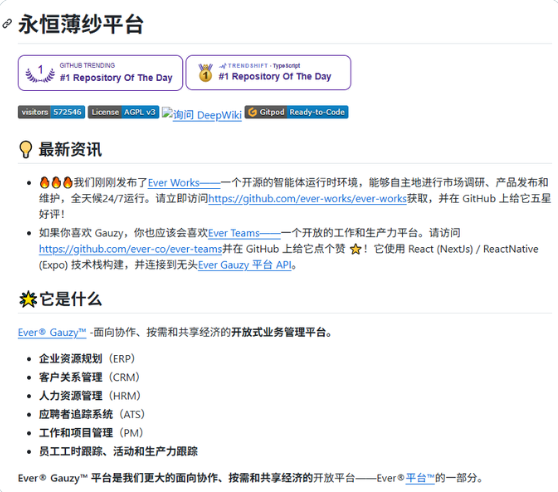 永恒薄纱平台
GITHUB TRENDING
#1 Repository Of The Day
TRENDSHIFT - TypeScript
#1 Repository Of The Day
visitors 572546 License AGPL v3 询问 DeepWiki Gitpod Ready-to-Code
💡 最新资讯
🔥🔥🔥我们刚刚发布了Ever Works——一个开源的智能体运行时环境，能够自主地进行市场调研、产品发布和
维护，全天候24/7运行。请立即访问https://github.com/ever-works/ever-works获取，并在 GitHub 上给它五星
好评！
如果你喜欢 Gauzy，你也应该会喜欢Ever Teams——一个开放的工作和生产力平台。请访问
https://github.com/ever-co/ever-teams并在 GitHub 上给它点个赞 ⭐！它使用 React (NextJs) / ReactNative
(Expo) 技术栈构建，并连接到无头Ever Gauzy 平台 API。
🌟它是什么
Ever® Gauzy™ -面向协作、按需和共享经济的开放式业务管理平台。
企业资源规划（ERP）
客户关系管理（CRM）
人力资源管理（HRM）
应聘者追踪系统（ATS）
工作和项目管理（PM）
员工工时跟踪、活动和生产力跟踪
Ever® Gauzy™ 平台是我们更大的面向协作、按需和共享经济的开放平台——Ever®平台™的一部分。